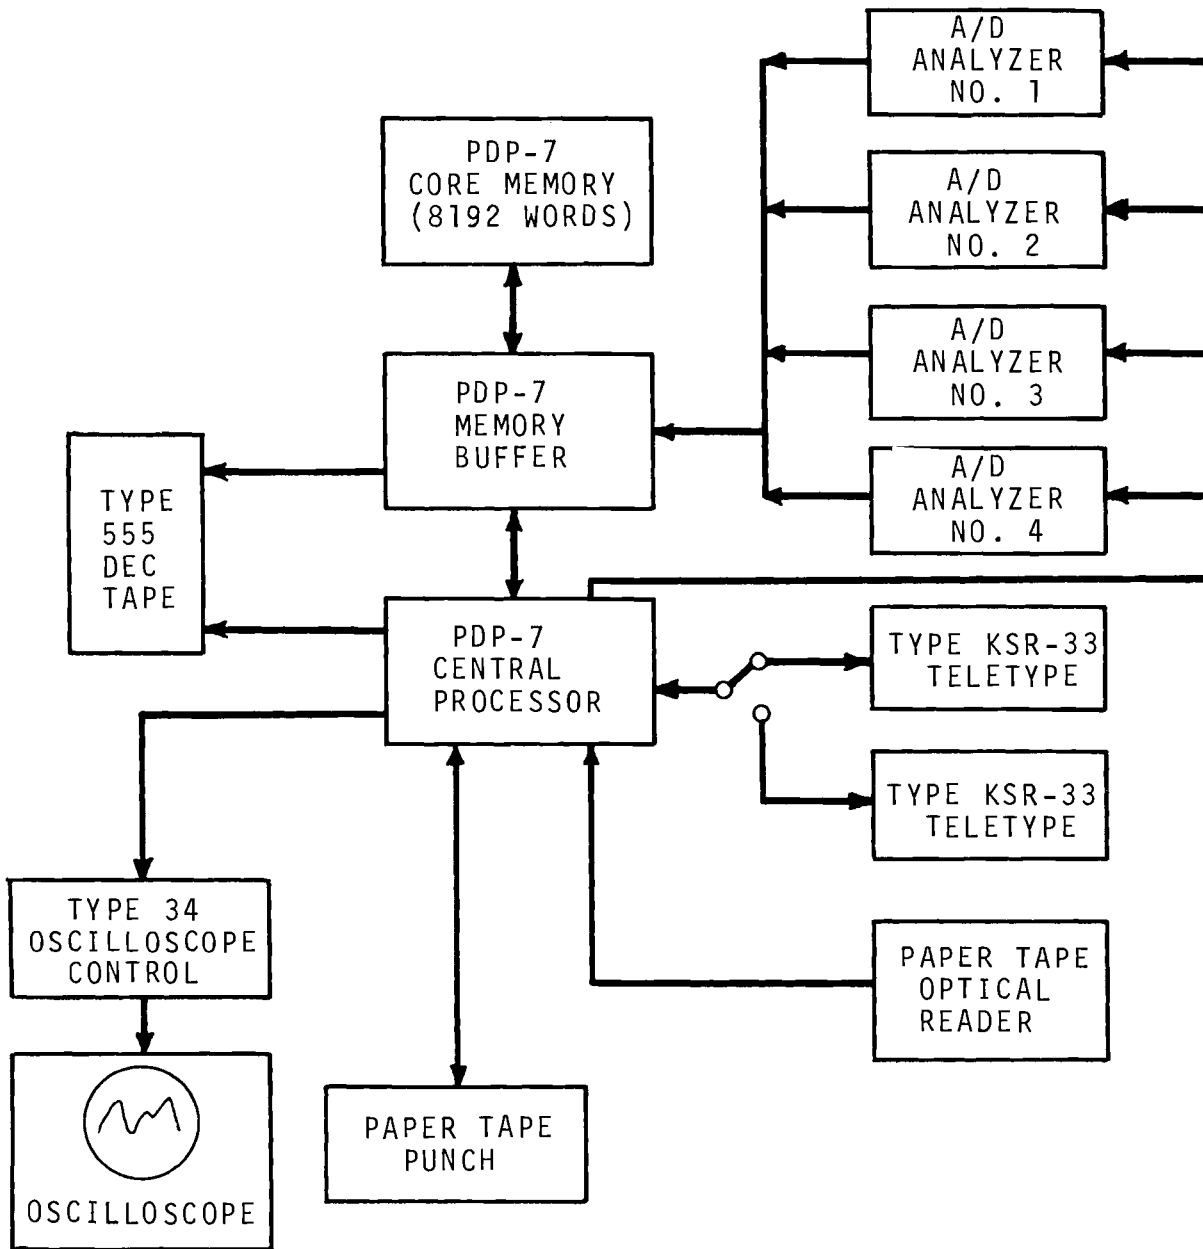 A/D
ANALYZER
NO. 1
PDP-7
CORE MEMORY
(8192 WORDS)
A/D
ANALYZER
NO. 2
A/D
ANALYZER
NO. 3
PDP-7
MEMORY
BUFFER
A/D
ANALYZER
NO. 4
TYPE
555
DEC
TAPE
PDP-7
CENTRAL
PROCESSOR
TYPE KSR-33
TELETYPE
TYPE KSR-33
TELETYPE
TYPE 34
OSCILLOSCOPE
CONTROL
PAPER TAPE
OPTICAL
READER
OSCILLOSCOPE
PAPER TAPE
PUNCH